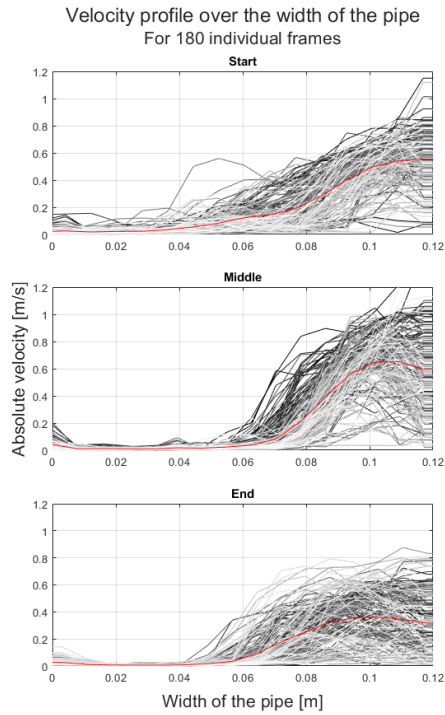 Velocity profile over the width of the pipe
For 180 individual frames
Start
1.2
1
0.8
0.6
0.4
0.2
0
0 0.02 0.04 0.06 0.08 0.1 0.12
Middle
Absolute velocity [m/s]
1.2
1
0.8
0.6
0.4
0.2
0
0 0.02 0.04 0.06 0.08 0.1 0.12
End
1.2
1
0.8
0.6
0.4
0.2
0
0 0.02 0.04 0.06 0.08 0.1 0.12
Width of the pipe [m]